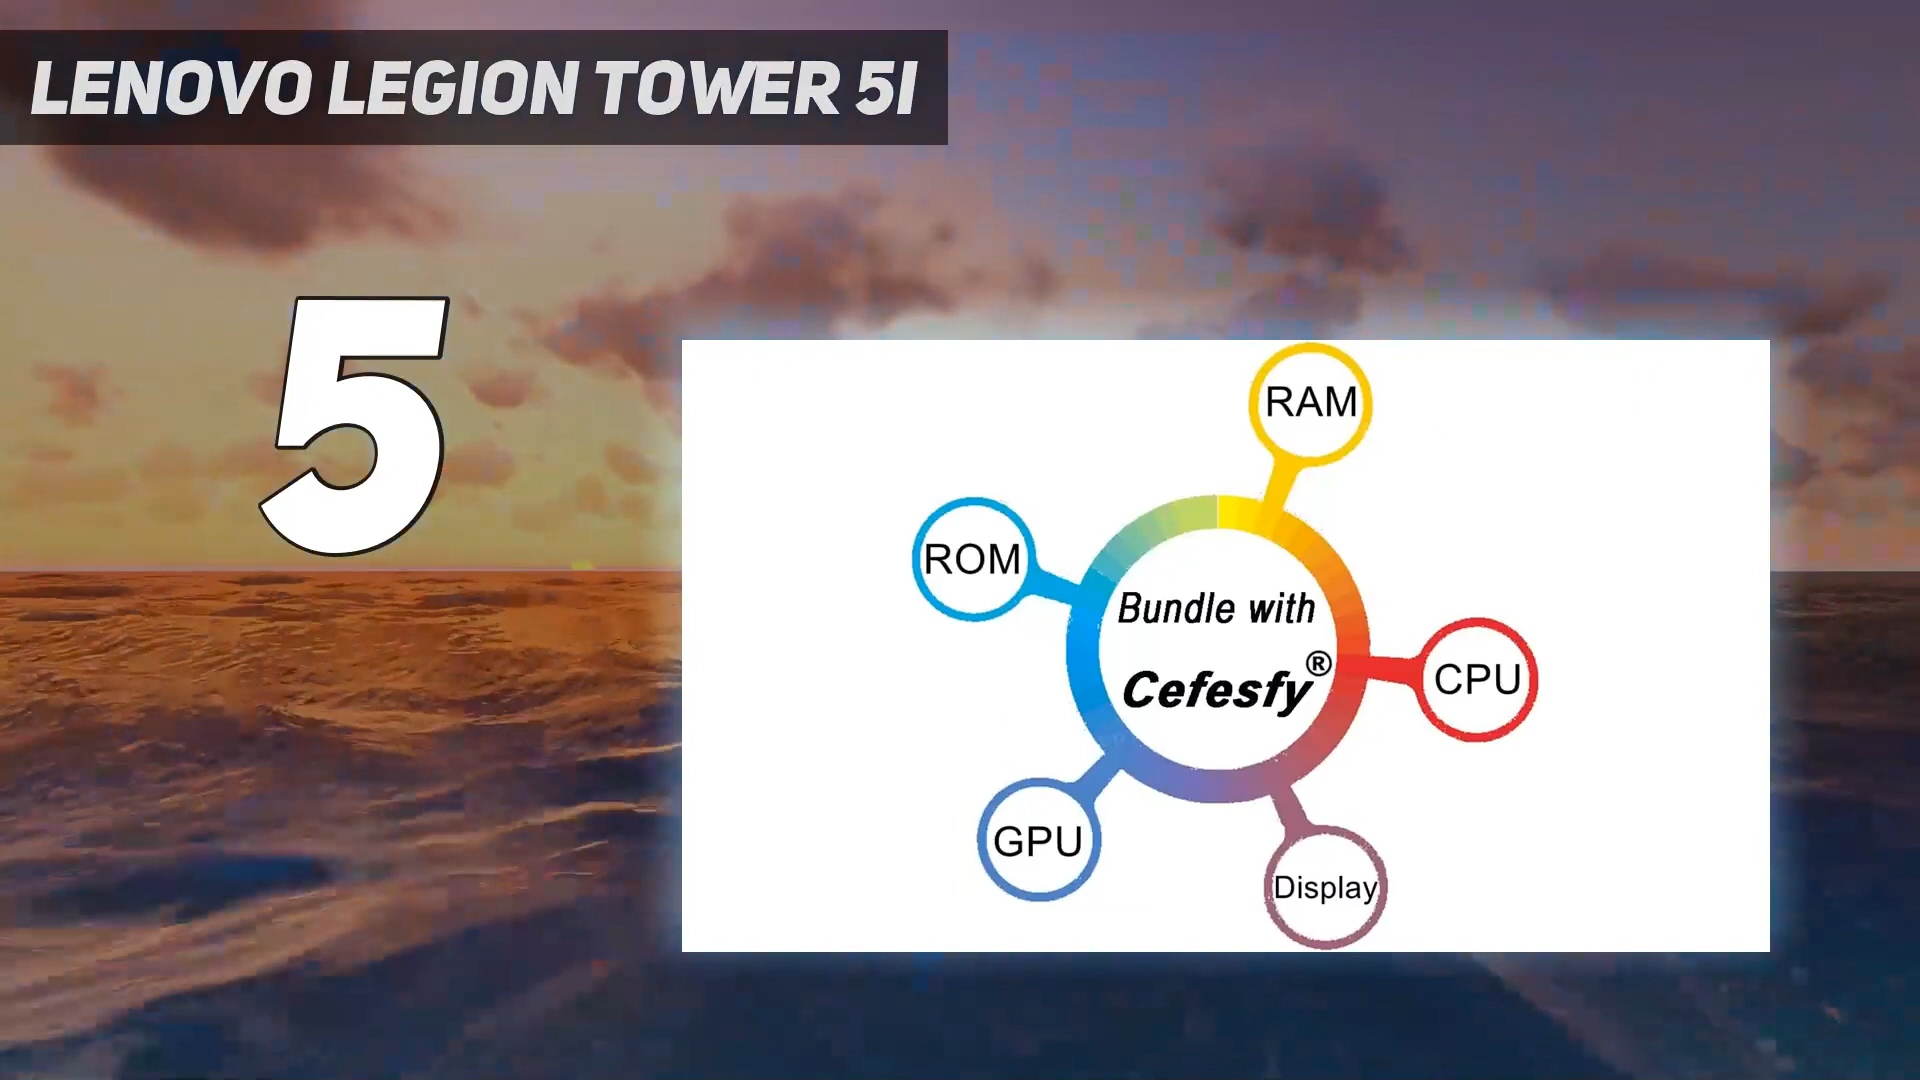 LENOVO LEGION TOWER 5I
5
RAM
ROM
Bundle with
Cefesfy®
CPU
GPU
Display